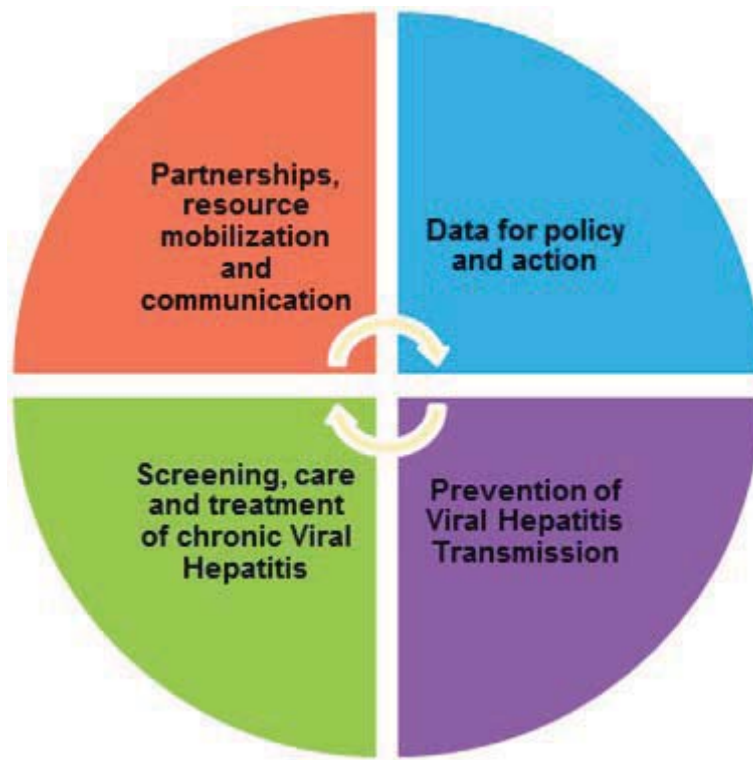 Partnerships,
resource
mobilization
and
communication
Data for policy
and action
Screening, care
and treatment
of chronic Viral
Hepatitis
Prevention of
Viral Hepatitis
Transmission